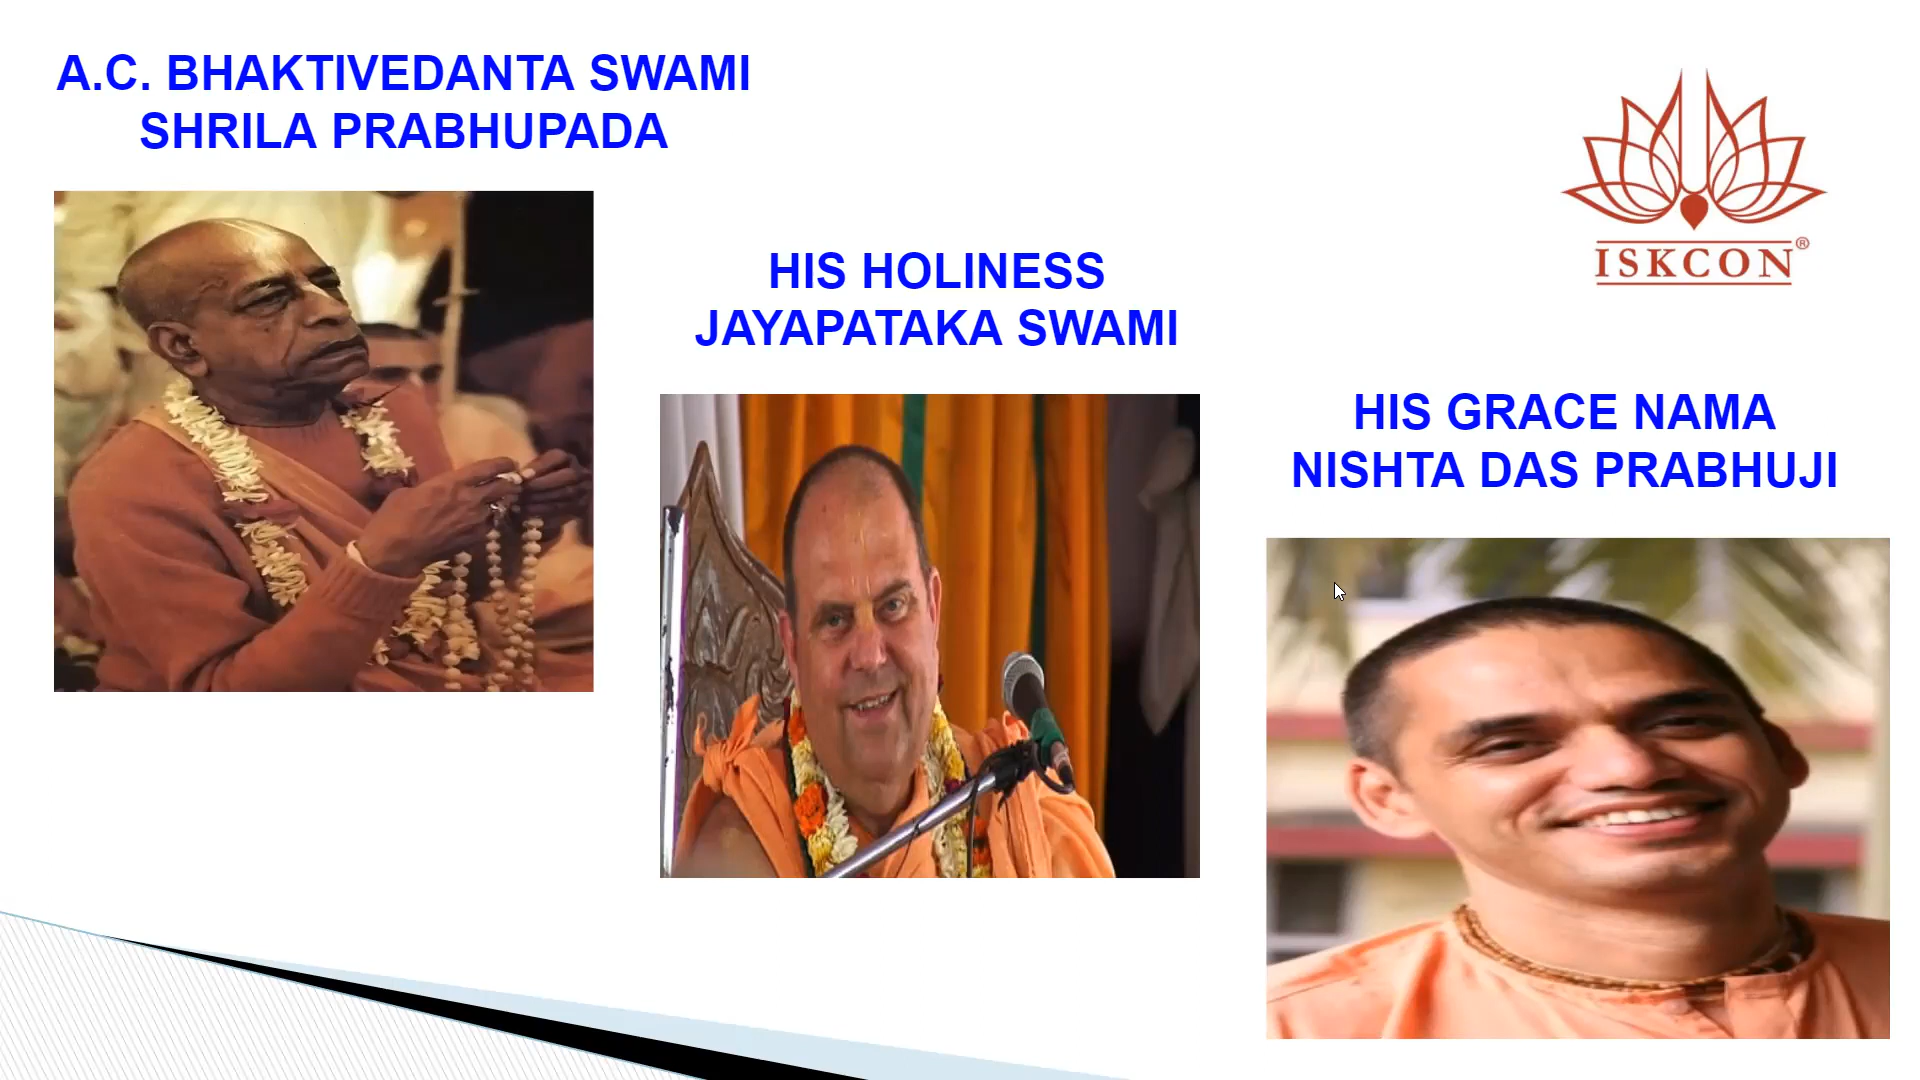 A.C. BHAKTIVEDANTA SWAMI
SHRILA PRABHUPADA
HIS HOLINESS
JAYAPATAKA SWAMI
HIS GRACE NAMA
NISHTA DAS PRABHUJI
ISKCON®